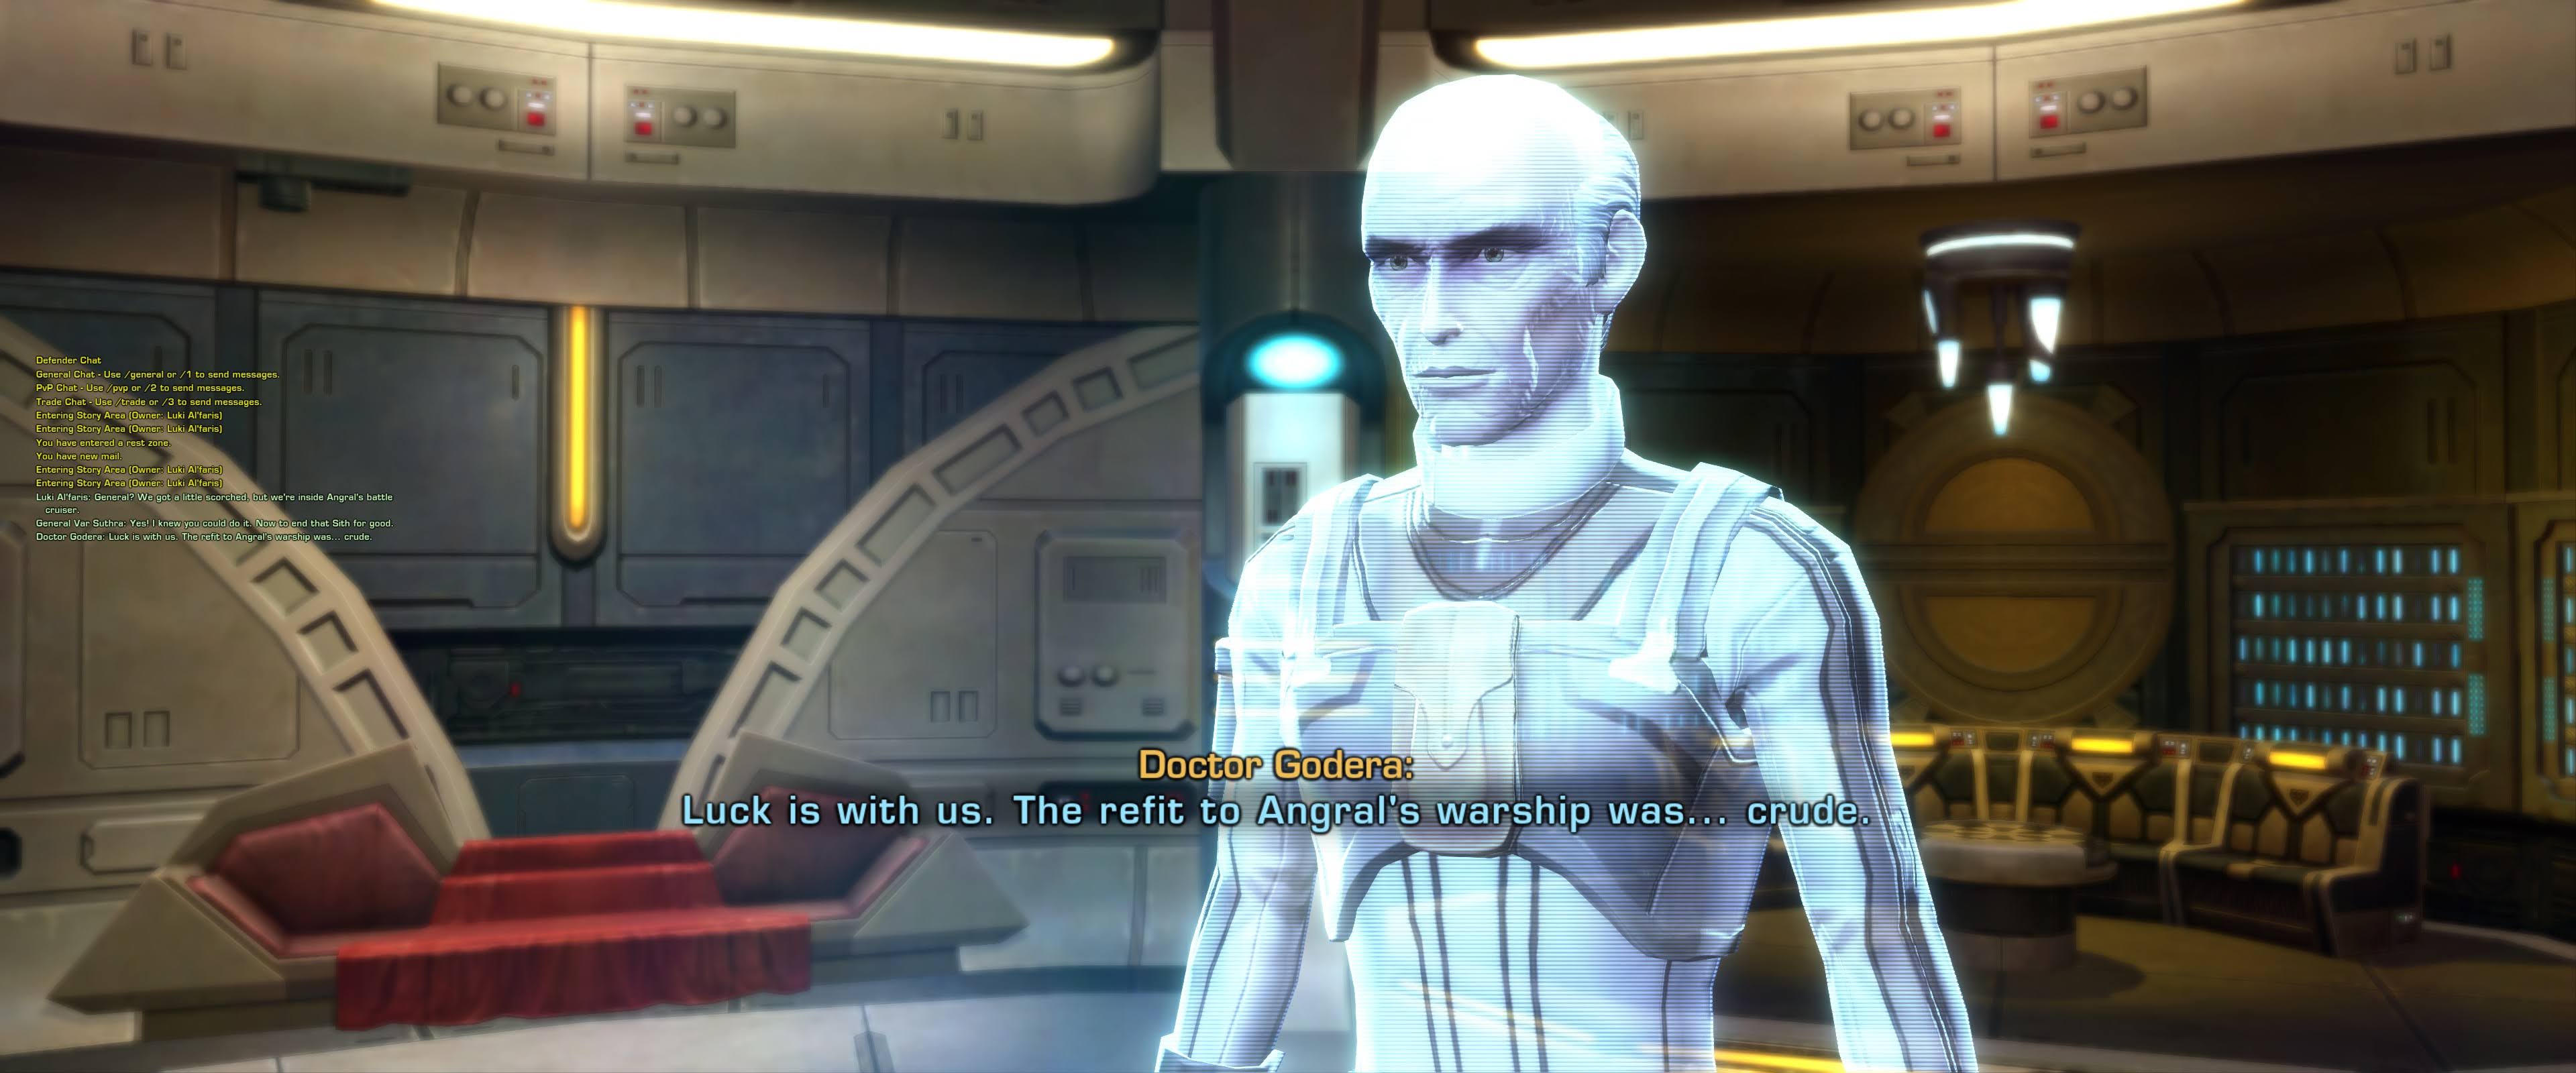 Defender Chat
General Chat - Use /general or /1 to send messages.
PvP Chat - Use /pvp or /2 to send messages.
Trade Chat - Use /trade or /3 to send messages.
Entering Story Area (Owner: Luki Al'faris)
Entering Story Area (Owner: Luki Al'faris)
You have entered a rest zone.
You have new mail.
Entering Story Area (Owner: Luki Al'faris)
Entering Story Area (Owner: Luki Al'faris)
Luki Al'faris: General? We got a little scorched, but we're inside Angral's battle
cruiser.
General Var Suthra: Yes! I knew you could do it. Now to end that Sith for good.
Doctor Godera: Luck is with us. The refit to Angral's warship was... crude.
Doctor Godera:
Luck is with us. The refit to Angral's warship was... crude.